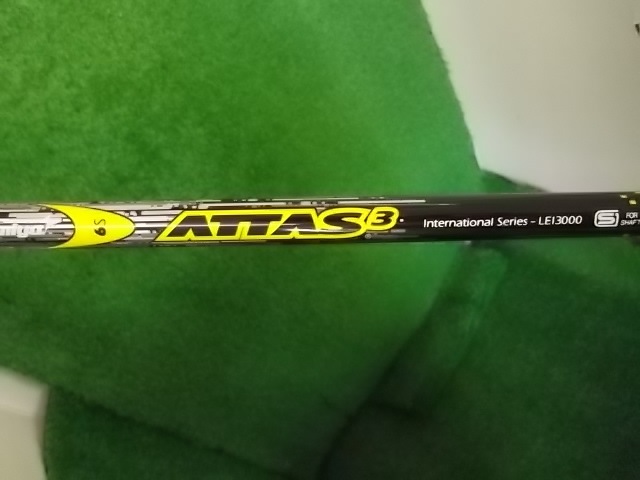 6S
ATTAS 3
International Series - LEI3000
S
FOR
SHAFT